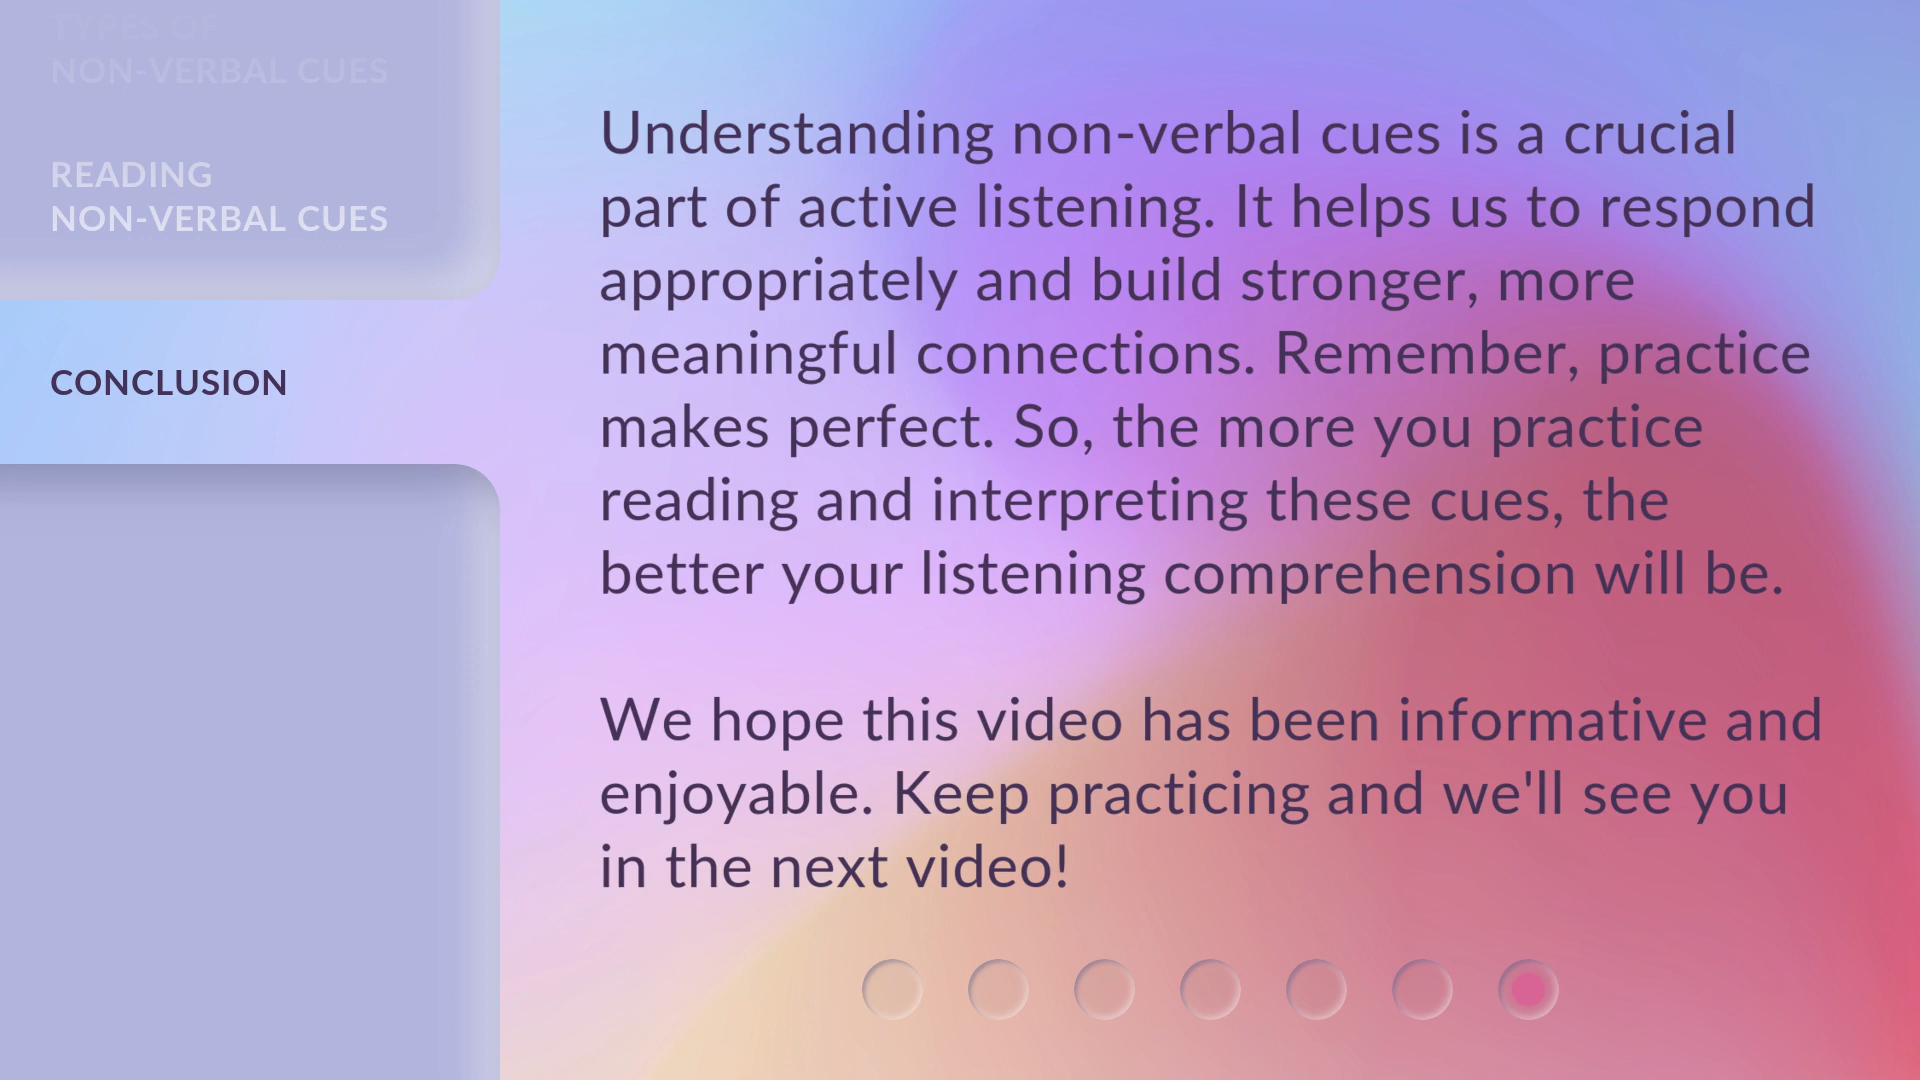 TYPES OF
NON-VERBAL CUES
READING
NON-VERBAL CUES
CONCLUSION
Understanding non-verbal cues is a crucial
part of active listening. It helps us to respond
appropriately and build stronger, more
meaningful connections. Remember, practice
makes perfect. So, the more you practice
reading and interpreting these cues, the
better your listening comprehension will be.
We hope this video has been informative and
enjoyable. Keep practicing and we'll see you
in the next video!